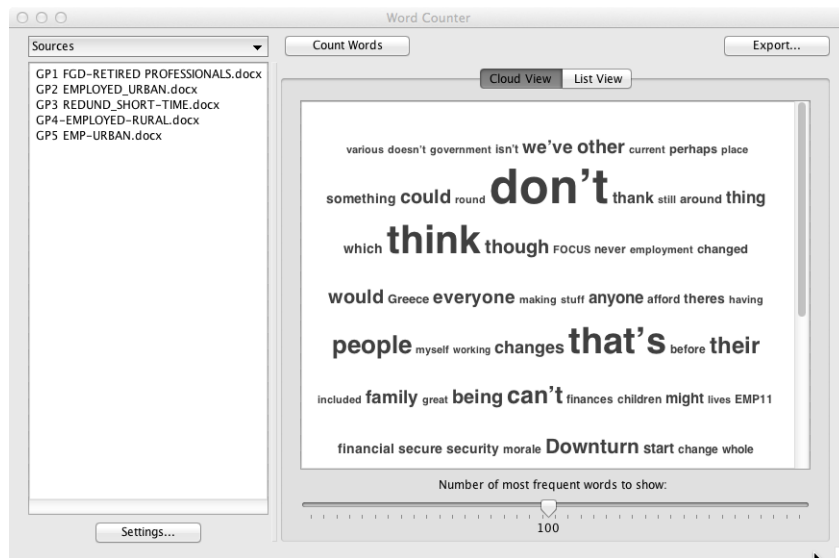 Word Counter
Sources
Count Words
Export...
GP1 FGD-RETIRED PROFESSIONALS.docx
GP2 EMPLOYED_URBAN.docx
GP3 REDUND_SHORT-TIME.docx
GP4-EMPLOYED-RURAL.docx
GP5 EMP-URBAN.docx
Cloud View List View
various doesn't government isn't we've other current perhaps place
something could round don't thank still around thing
which think though FOCUS never employment changed
would Greece everyone making stuff anyone afford theres having
people myself working changes that's before their
included family great being can't finances children might lives EMP11
financial secure security morale Downturn start change whole
Number of most frequent words to show:
100
Settings...